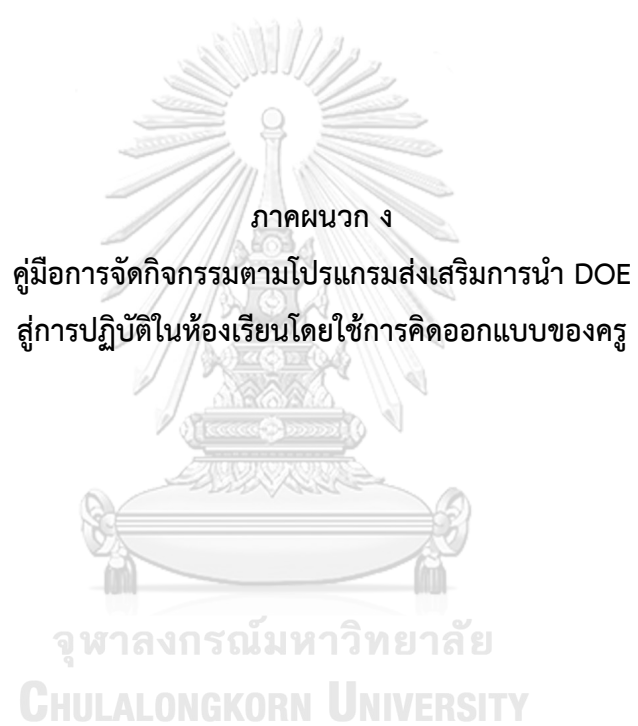 ภาคผนวก ง
คู่มือการจัดกิจกรรมตามโปรแกรมส่งเสริมการนำ DOE
สู่การปฏิบัติในห้องเรียนโดยใช้การคิดออกแบบของครู
จุฬาลงกรณ์มหาวิทยาลัย
CHULALONGKORN UNIVERSITY